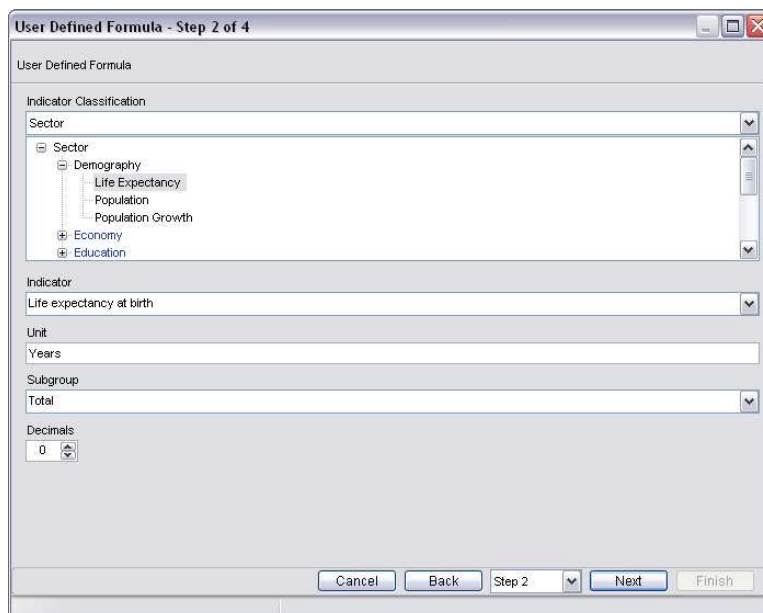 User Defined Formula - Step 2 of 4
User Defined Formula
Indicator Classification
Sector
Sector
Demography
Life Expectancy
Population
Population Growth
Economy
Education
Indicator
Life expectancy at birth
Unit
Years
Subgroup
Total
Decimals
0
Cancel Back Step 2 Next Finish